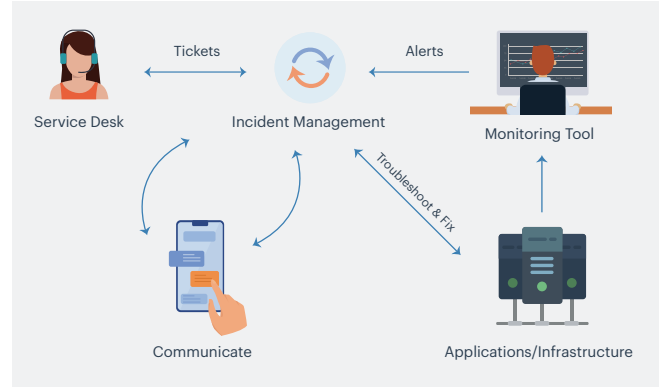 Tickets
Alerts
Service Desk
Incident Management
Monitoring Tool
Troubleshoot & Fix
Communicate
Applications/Infrastructure